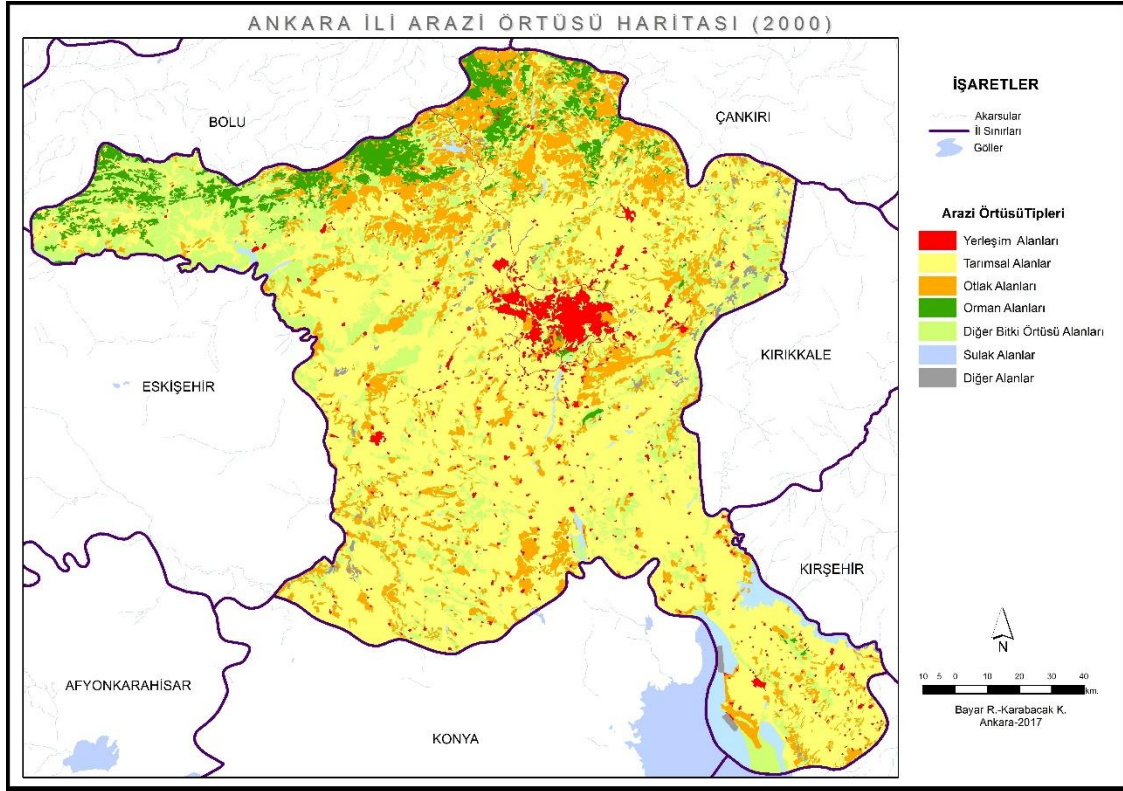 ANKARA İLİ ARAZİ ÖRTÜSÜ HARİTASI (2000)
BOLU
ÇANKIRI
ESKİŞEHİR
KIRIKKALE
KIRŞEHİR
AFYONKARAHİSAR
KONYA
İŞARETLER
Akarsular
İl Sınırları
Göller
Arazi ÖrtüsüTipleri
Yerleşim Alanları
Tarımsal Alanlar
Otlak Alanları
Orman Alanları
Diğer Bitki Örtüsü Alanları
Sulak Alanlar
Diğer Alanlar
N
10 5 0 10 20 30 40
km.
Bayar R.-Karabacak K.
Ankara-2017